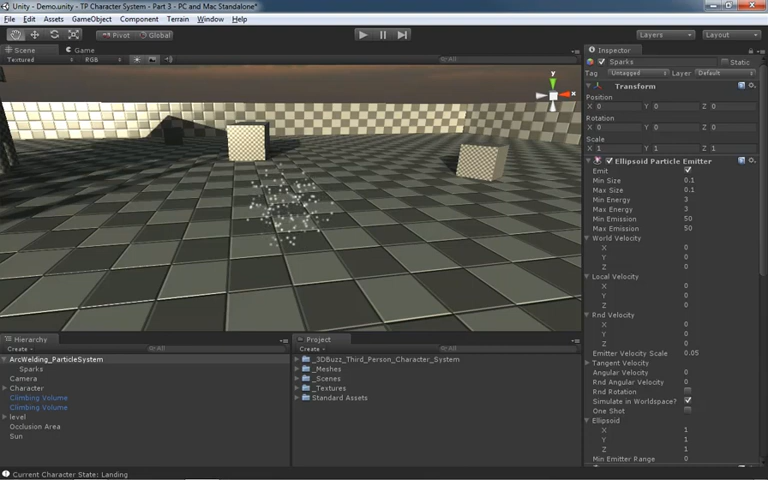 Unity - Demo.unity - TP Character System - Part 3 - PC and Mac Standalone*
File Edit Assets GameObject Component Terrain Window Help
Pivot Global Layers Layout
Scene Game
Textured RGB All
y
x
Inspector
Sparks Static
Tag Untagged Layer Default
Transform
Position
X 0 Y 0 Z 0
Rotation
X 0 Y 0 Z 0
Scale
X 1 Y 1 Z 1
Ellipsoid Particle Emitter
Emit
Min Size 0.1
Max Size 0.1
Min Energy 3
Max Energy 3
Min Emission 50
Max Emission 50
World Velocity
X 0
Y 0
Z 0
Local Velocity
X 0
Y 0
Z 0
Rnd Velocity
X 0
Y 0
Z 0
Emitter Velocity Scale 0.05
Tangent Velocity
Angular Velocity 0
Rnd Angular Velocity 0
Rnd Rotation
Simulate in Worldspace?
One Shot
Ellipsoid
X 1
Y 1
Z 1
Min Emitter Range 0
Hierarchy
Create All
ArcWelding_ParticleSystem
Sparks
Camera
Character
Climbing Volume
Climbing Volume
level
Occlusion Area
Sun
Project
Create All
_3DBuzz_Third_Person_Character_System
_Meshes
_Scenes
_Textures
Standard Assets
Current Character State: Landing